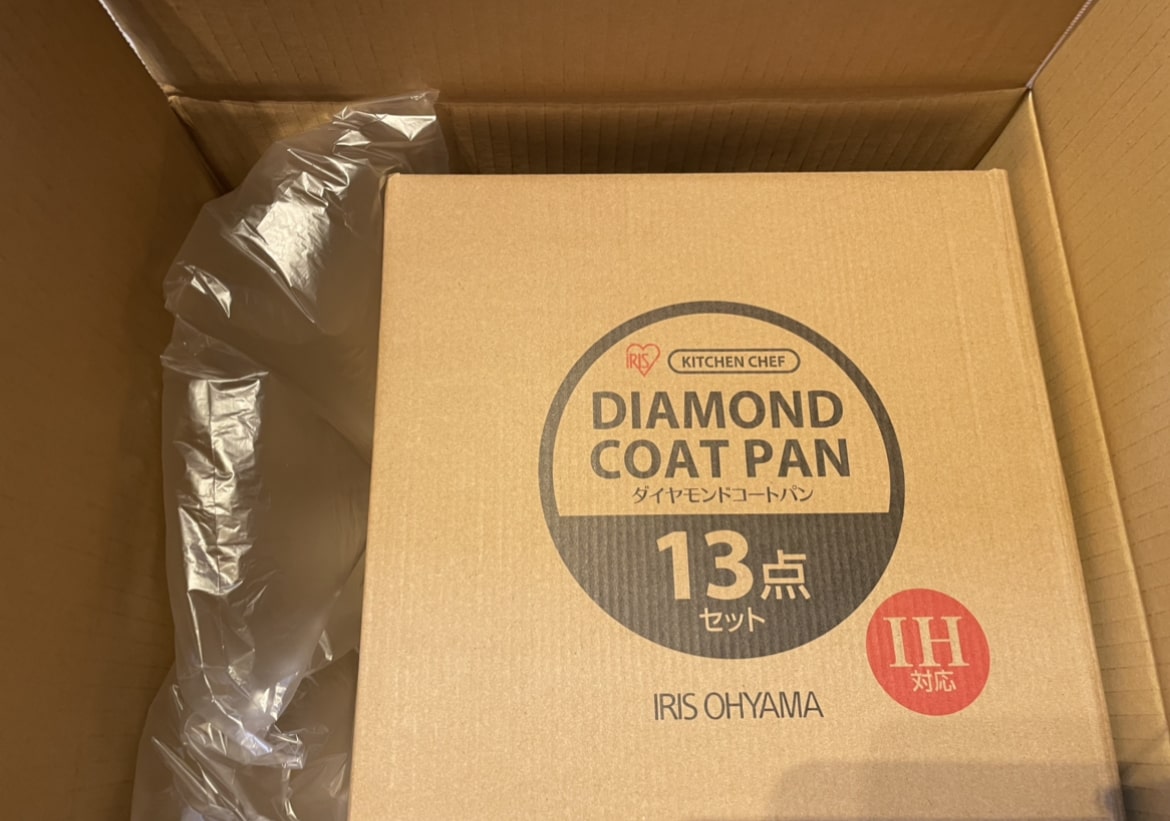 IRIS
KITCHEN CHEF
DIAMOND
COAT PAN
ダイヤモンドコートパン
13点
セット
IH
対応
IRIS OHYAMA